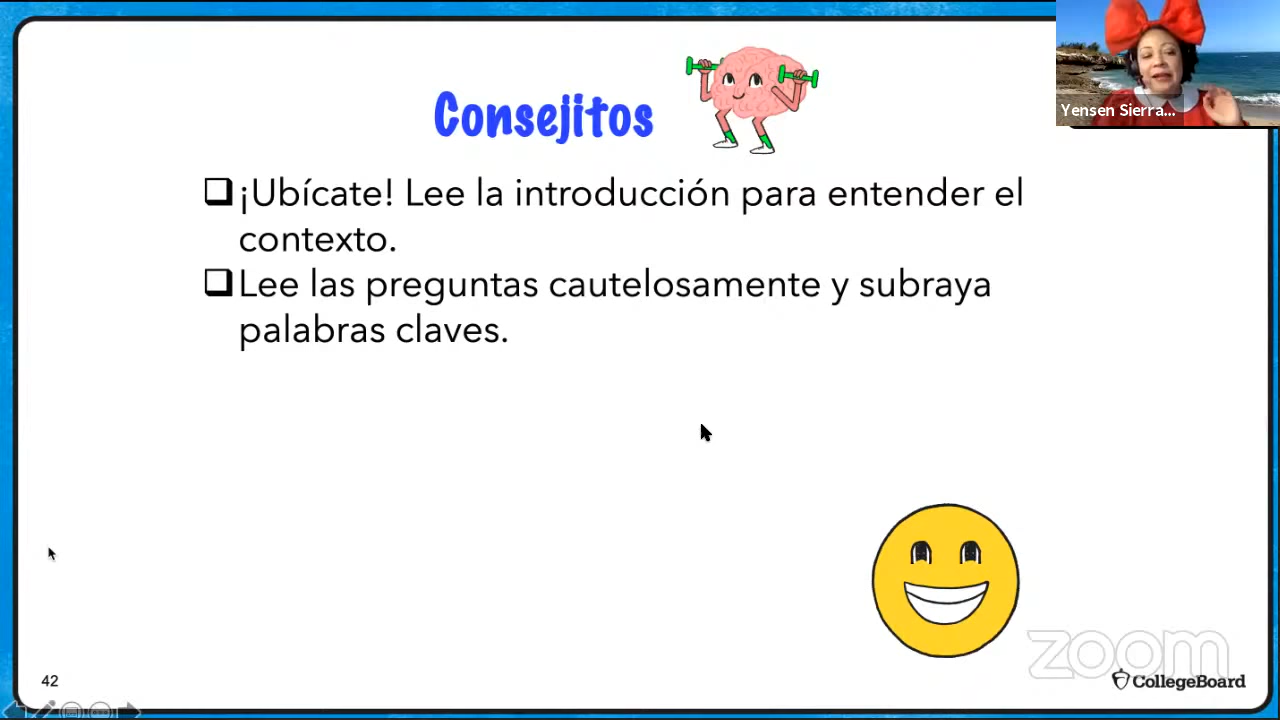 Consejitos
Yensen Sierra...
¡Ubícate! Lee la introducción para entender el
contexto.
Lee las preguntas cautelosamente y subraya
palabras claves.
zoom
42
CollegeBoard